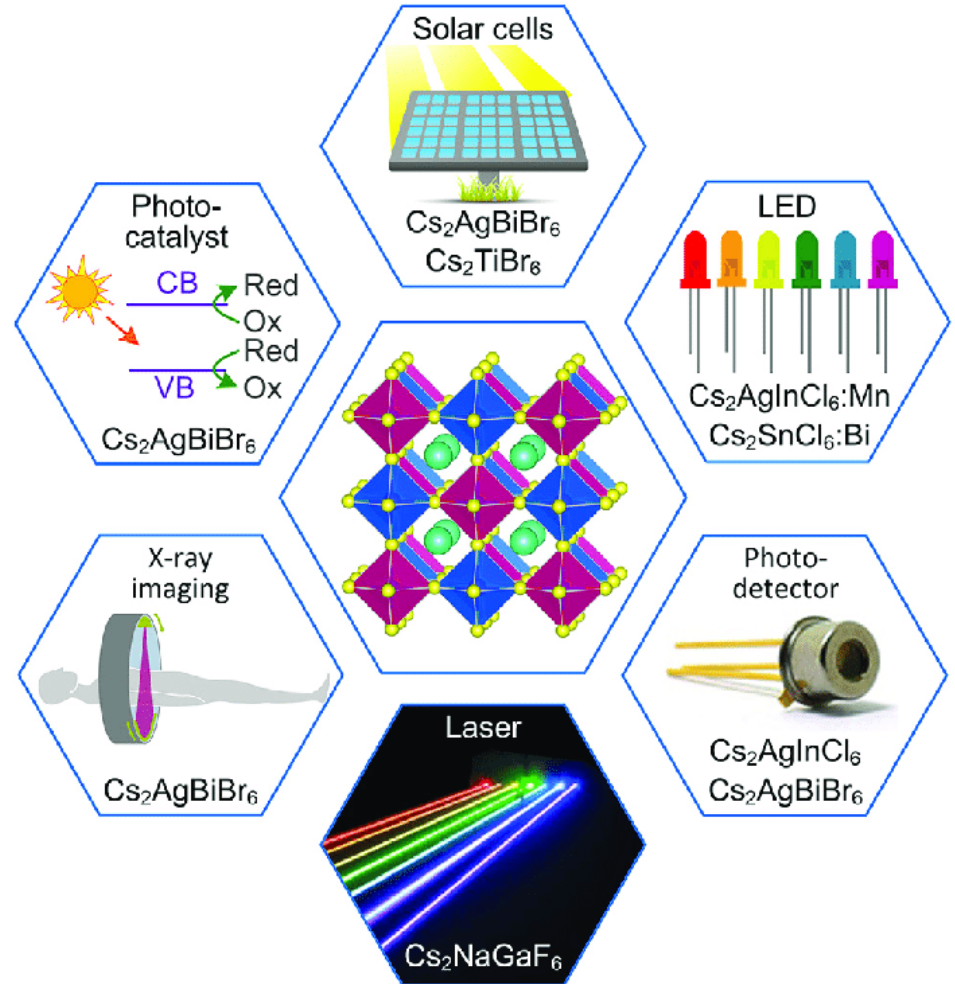 Solar cells
Cs₂AgBiBr₆
Cs₂TiBr₆
Photo-
catalyst
CB
Red
Ox
Red
VB
Ox
Cs₂AgBiBr₆
LED
Cs₂AgInCl₆:Mn
Cs₂SnCl₆:Bi
X-ray
imaging
Cs₂AgBiBr₆
Photo-
detector
Cs₂AgInCl₆
Cs₂AgBiBr₆
Laser
Cs₂NaGaF₆